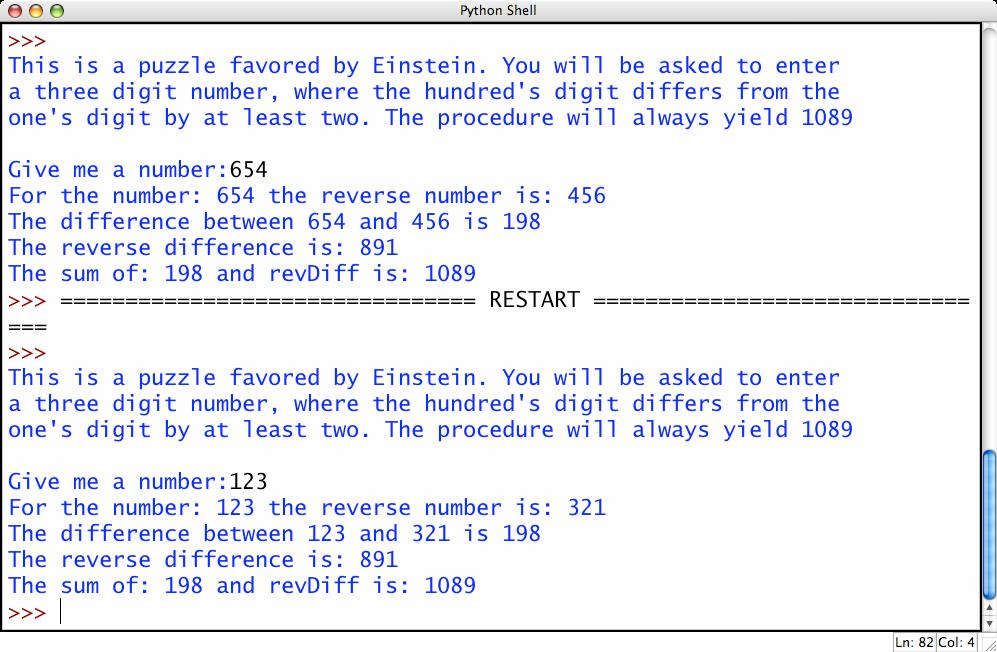 Python Shell
>>>
This is a puzzle favored by Einstein. You will be asked to enter
a three digit number, where the hundred's digit differs from the
one's digit by at least two. The procedure will always yield 1089
Give me a number:654
For the number: 654 the reverse number is: 456
The difference between 654 and 456 is 198
The reverse difference is: 891
The sum of: 198 and revDiff is: 1089
>>> ================================ RESTART =============================
===
>>>
This is a puzzle favored by Einstein. You will be asked to enter
a three digit number, where the hundred's digit differs from the
one's digit by at least two. The procedure will always yield 1089
Give me a number:123
For the number: 123 the reverse number is: 321
The difference between 123 and 321 is 198
The reverse difference is: 891
The sum of: 198 and revDiff is: 1089
>>>
Ln: 82 Col: 4